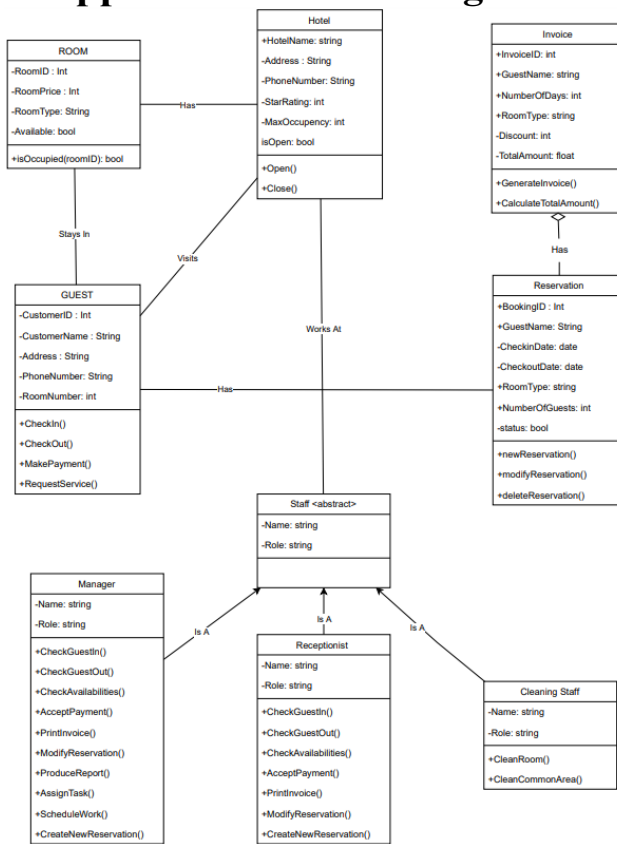 ROOM
-RoomID : Int
-RoomPrice : Int
-RoomType: String
-Available: bool
+isOccupied(roomID): bool
Has
Hotel
+HotelName: string
-Address : String
-PhoneNumber: String
-StarRating: int
-MaxOccupency: int
isOpen: bool
+Open()
+Close()
Invoice
+InvoiceID: int
+GuestName: string
+NumberOfDays: int
+RoomType: string
-Discount: int
-TotalAmount: float
+GenerateInvoice()
+CalculateTotalAmount()
Stays In
Visits
Has
Works At
GUEST
-CustomerID : Int
-CustomerName : String
-Address : String
-PhoneNumber: String
-RoomNumber: int
+CheckIn()
+CheckOut()
+MakePayment()
+RequestService()
Has
Reservation
+BookingID : Int
+GuestName: String
-CheckinDate: date
-CheckoutDate: date
+RoomType: string
+NumberOfGuests: int
-status: bool
+newReservation()
+modifyReservation()
+deleteReservation()
Staff <abstract>
-Name: string
-Role: string
Is A
Is A
Is A
Manager
-Name: string
-Role: string
+CheckGuestIn()
+CheckGuestOut()
+CheckAvailabilities()
+AcceptPayment()
+PrintInvoice()
+ModifyReservation()
+ProduceReport()
+AssignTask()
+ScheduleWork()
+CreateNewReservation()
Receptionist
-Name: string
-Role: string
+CheckGuestIn()
+CheckGuestOut()
+CheckAvailabilities()
+AcceptPayment()
+PrintInvoice()
+ModifyReservation()
+CreateNewReservation()
Cleaning Staff
-Name: string
-Role: string
+CleanRoom()
+CleanCommonArea()